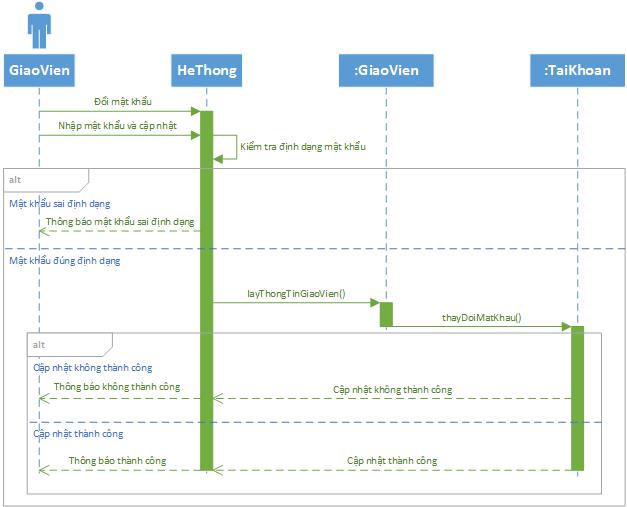 GiaoVien
HeThong
:GiaoVien
:TaiKhoan
Đổi mật khẩu
Nhập mật khẩu và cập nhật
Kiểm tra định dạng mật khẩu
alt
Mật khẩu sai định dạng
Thông báo mật khẩu sai định dạng
Mật khẩu đúng định dạng
layThongTinGiaoVien()
thayDoiMatKhau()
alt
Cập nhật không thành công
Thông báo không thành công
Cập nhật không thành công
Cập nhật thành công
Thông báo thành công
Cập nhật thành công